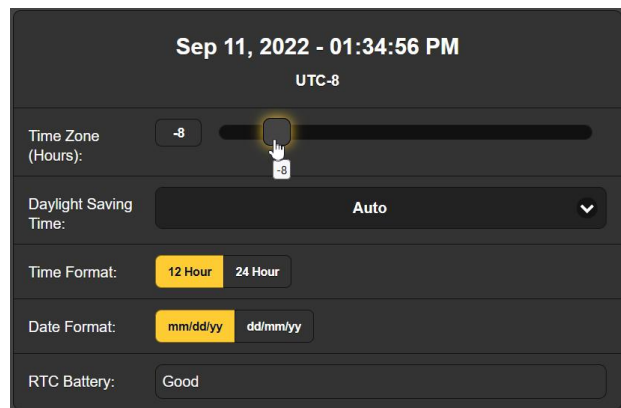 Sep 11, 2022 - 01:34:56 PM
UTC-8
Time Zone
(Hours):
-8
-8
Daylight Saving
Time:
Auto
Time Format:
12 Hour
24 Hour
Date Format:
mm/dd/yy
dd/mm/yy
RTC Battery:
Good